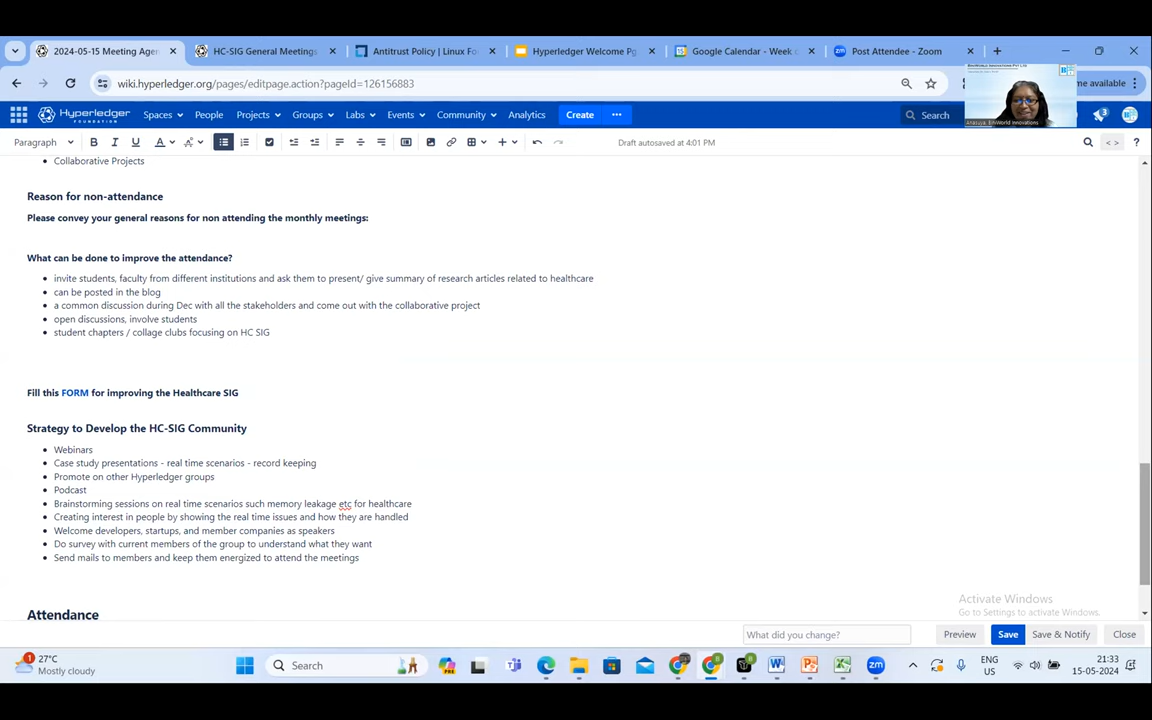 2024-05-15 Meeting Agen
HC-SIG General Meetings
Antitrust Policy | Linux Fou
Hyperledger Welcome Pg
Google Calendar - Week o
Post Attendee - Zoom
wiki.hyperledger.org/pages/editpage.action?pageId=126156883
me available
HYPERLEDGER
FOUNDATION
Spaces
People
Projects
Groups
Labs
Events
Community
Analytics
Create
Search
Paragraph
B I U A
Draft autosaved at 4:01 PM
< >
?
Collaborative Projects
Reason for non-attendance
Please convey your general reasons for non attending the monthly meetings:
What can be done to improve the attendance?
invite students, faculty from different institutions and ask them to present/ give summary of research articles related to healthcare
can be posted in the blog
a common discussion during Dec with all the stakeholders and come out with the collaborative project
open discussions, involve students
student chapters / collage clubs focusing on HC SIG
Fill this FORM for improving the Healthcare SIG
Strategy to Develop the HC-SIG Community
Webinars
Case study presentations - real time scenarios - record keeping
Promote on other Hyperledger groups
Podcast
Brainstorming sessions on real time scenarios such memory leakage etc for healthcare
Creating interest in people by showing the real time issues and how they are handled
Welcome developers, startups, and member companies as speakers
Do survey with current members of the group to understand what they want
Send mails to members and keep them energized to attend the meetings
Attendance
Activate Windows
Go to Settings to activate Windows.
What did you change?
Preview
Save
Save & Notify
Close
27°C
Mostly cloudy
Search
ENG
US
21:33
15-05-2024